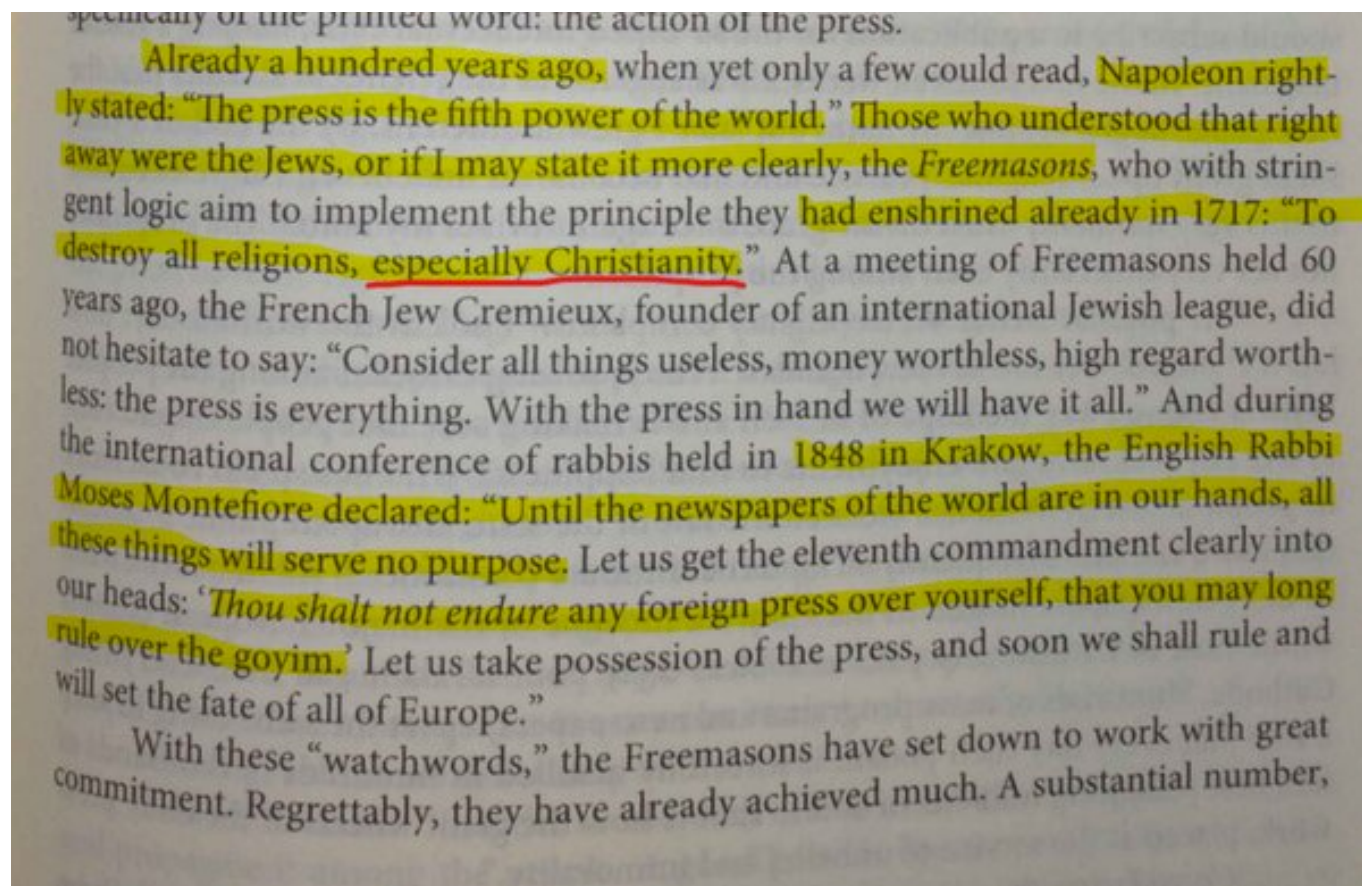 specifically of the printed word: the action of the press.
Already a hundred years ago, when yet only a few could read, Napoleon right-
ly stated: “The press is the fifth power of the world.” Those who understood that right
away were the Jews, or if I may state it more clearly, the Freemasons, who with strin-
gent logic aim to implement the principle they had enshrined already in 1717: “To
destroy all religions, especially Christianity.” At a meeting of Freemasons held 60
years ago, the French Jew Cremieux, founder of an international Jewish league, did
not hesitate to say: “Consider all things useless, money worthless, high regard worth-
less: the press is everything. With the press in hand we will have it all.” And during
the international conference of rabbis held in 1848 in Krakow, the English Rabbi
Moses Montefiore declared: “Until the newspapers of the world are in our hands, all
these things will serve no purpose. Let us get the eleventh commandment clearly into
our heads: ‘Thou shalt not endure any foreign press over yourself, that you may long
rule over the goyim.’ Let us take possession of the press, and soon we shall rule and
will set the fate of all of Europe.”
With these “watchwords,” the Freemasons have set down to work with great
commitment. Regrettably, they have already achieved much. A substantial number,